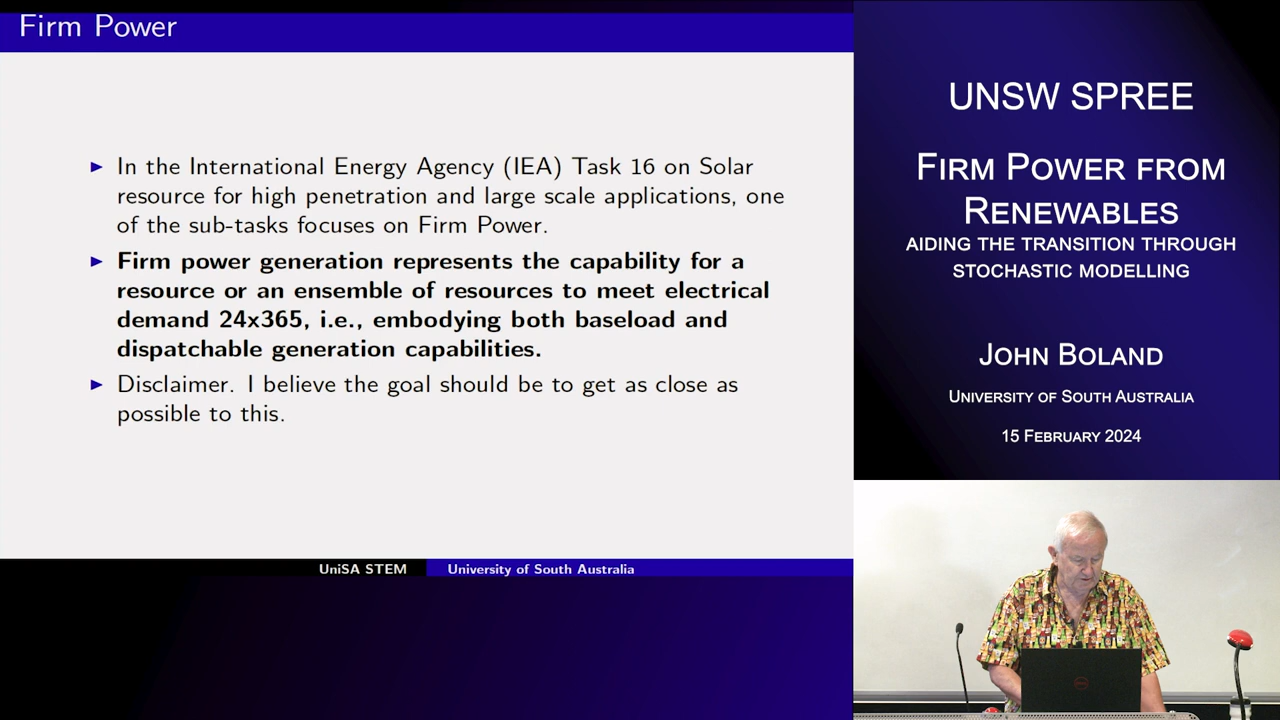 Firm Power
In the International Energy Agency (IEA) Task 16 on Solar
resource for high penetration and large scale applications, one
of the sub-tasks focuses on Firm Power.
Firm power generation represents the capability for a
resource or an ensemble of resources to meet electrical
demand 24x365, i.e., embodying both baseload and
dispatchable generation capabilities.
Disclaimer. I believe the goal should be to get as close as
possible to this.
UniSA STEM
University of South Australia
UNSW SPREE
Firm Power from
Renewables
aiding the transition through
stochastic modelling
John Boland
University of South Australia
15 February 2024
DELL